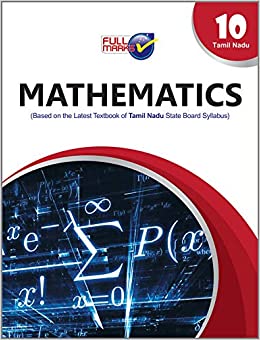 FULL
MARKS
10
Tamil Nadu
MATHEMATICS
(Based on the Latest Textbook of Tamil Nadu State Board Syllabus)
∞
Σ
x=0
P(x